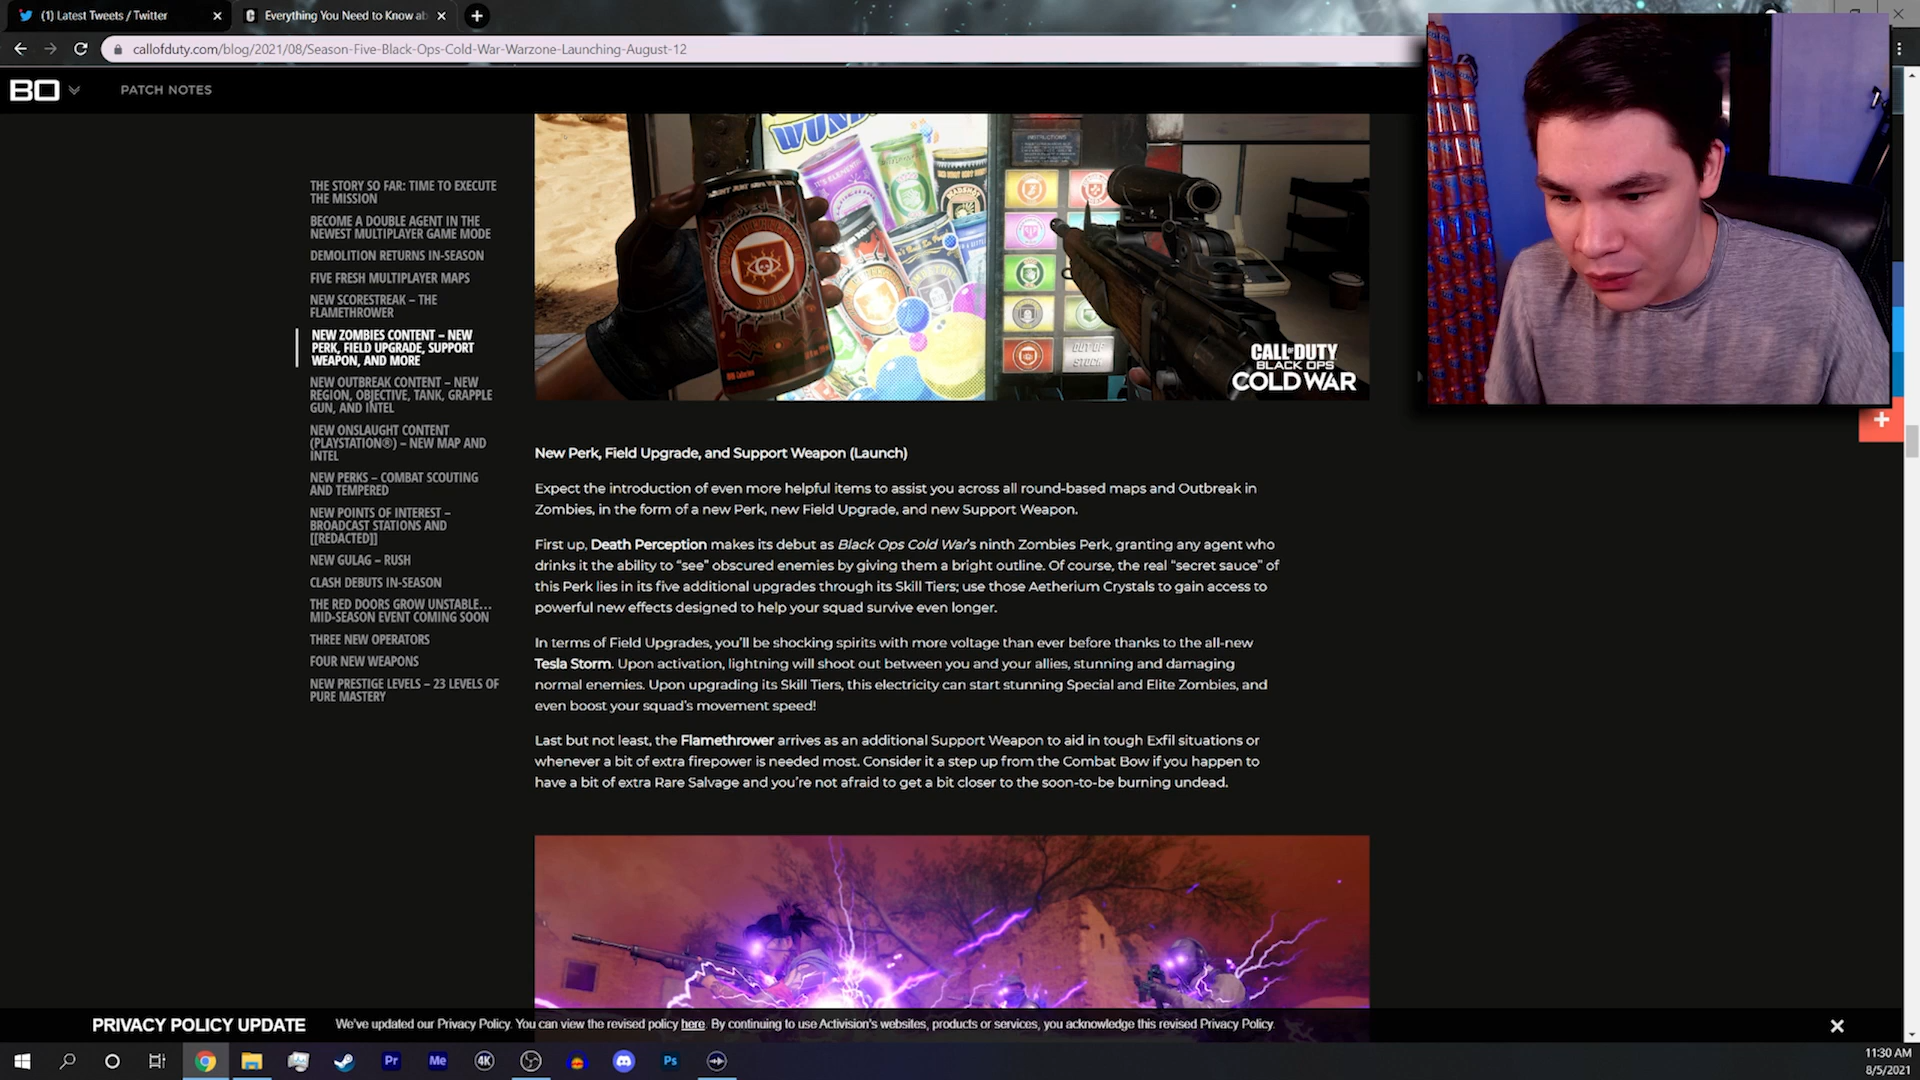 (1) Latest Tweets / Twitter
Everything You Need to Know ab
callofduty.com/blog/2021/08/Season-Five-Black-Ops-Cold-War-Warzone-Launching-August-12
BO
PATCH NOTES
THE STORY SO FAR: TIME TO EXECUTE
THE MISSION
BECOME A DOUBLE AGENT IN THE
NEWEST MULTIPLAYER GAME MODE
DEMOLITION RETURNS IN-SEASON
FIVE FRESH MULTIPLAYER MAPS
NEW SCORESTREAK – THE
FLAMETHROWER
NEW ZOMBIES CONTENT – NEW
PERK, FIELD UPGRADE, SUPPORT
WEAPON, AND MORE
NEW OUTBREAK CONTENT – NEW
REGION, OBJECTIVE, TANK, GRAPPLE
GUN, AND INTEL
NEW ONSLAUGHT CONTENT
(PLAYSTATION®) – NEW MAP AND
INTEL
NEW PERKS – COMBAT SCOUTING
AND TEMPERED
NEW POINTS OF INTEREST –
BROADCAST STATIONS AND
[[REDACTED]]
NEW GULAG – RUSH
CLASH DEBUTS IN-SEASON
THE RED DOORS GROW UNSTABLE...
MID-SEASON EVENT COMING SOON
THREE NEW OPERATORS
FOUR NEW WEAPONS
NEW PRESTIGE LEVELS – 23 LEVELS OF
PURE MASTERY
WUN
INSTRUCTIONS
OUT OF
STOCK
CALL OF DUTY
BLACK OPS
COLD WAR
New Perk, Field Upgrade, and Support Weapon (Launch)
Expect the introduction of even more helpful items to assist you across all round-based maps and Outbreak in
Zombies, in the form of a new Perk, new Field Upgrade, and new Support Weapon.
First up, Death Perception makes its debut as Black Ops Cold War's ninth Zombies Perk, granting any agent who
drinks it the ability to “see” obscured enemies by giving them a bright outline. Of course, the real “secret sauce” of
this Perk lies in its five additional upgrades through its Skill Tiers; use those Aetherium Crystals to gain access to
powerful new effects designed to help your squad survive even longer.
In terms of Field Upgrades, you’ll be shocking spirits with more voltage than ever before thanks to the all-new
Tesla Storm. Upon activation, lightning will shoot out between you and your allies, stunning and damaging
normal enemies. Upon upgrading its Skill Tiers, this electricity can start stunning Special and Elite Zombies, and
even boost your squad’s movement speed!
Last but not least, the Flamethrower arrives as an additional Support Weapon to aid in tough Exfil situations or
whenever a bit of extra firepower is needed most. Consider it a step up from the Combat Bow if you happen to
have a bit of extra Rare Salvage and you’re not afraid to get a bit closer to the soon-to-be burning undead.
PRIVACY POLICY UPDATE
We've updated our Privacy Policy. You can view the revised policy here. By continuing to use Activision's websites, products or services, you acknowledge this revised Privacy Policy.
Pr
Me
4K
Ps
11:30 AM
8/5/2021